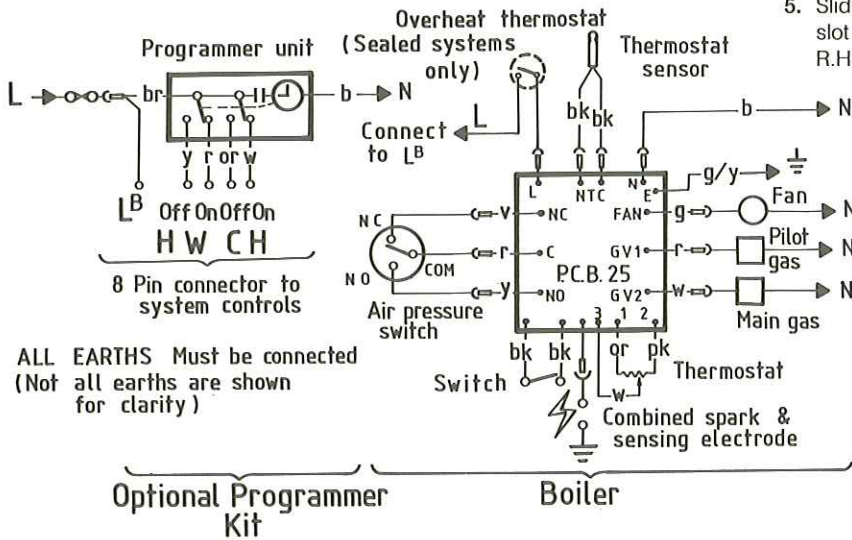 Overheat thermostat
(Sealed systems
only)
5. Slid
slot
R.H
Programmer unit
Thermostat
sensor
L
br
b
N
y r or w
LB
Off On Off On
H W C H
8 Pin connector to
system controls
Connect
to LB
L
bk bk
b
N
g/y
L
NTC
N
E
NC
v
NC
FAN
g
Fan
N
r
C
GV1
r
Pilot
gas
N
COM
P.C.B. 25
NO
y
NO
GV2
w
N
Main gas
Air pressure
switch
3 1 2
bk bk or pk
w
Thermostat
Switch
Combined spark &
sensing electrode
ALL EARTHS Must be connected
(Not all earths are shown
for clarity)
Optional Programmer
Kit
Boiler